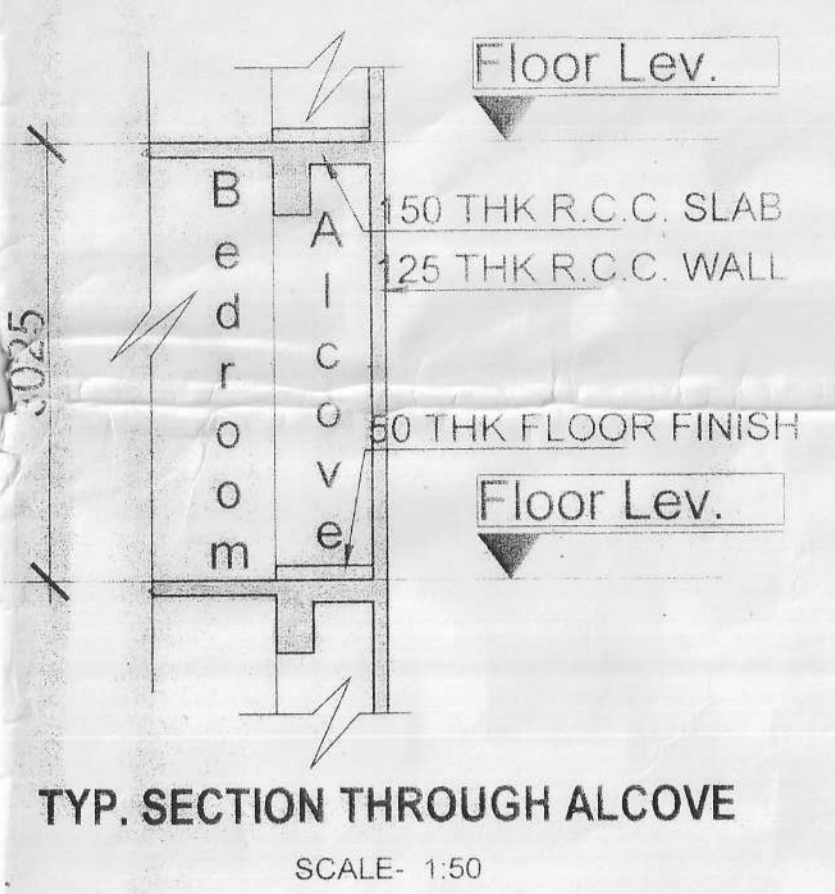 Floor Lev.
150 THK R.C.C. SLAB
125 THK R.C.C. WALL
Bedroom
Alcove
3025
50 THK FLOOR FINISH
Floor Lev.
TYP. SECTION THROUGH ALCOVE
SCALE- 1:50